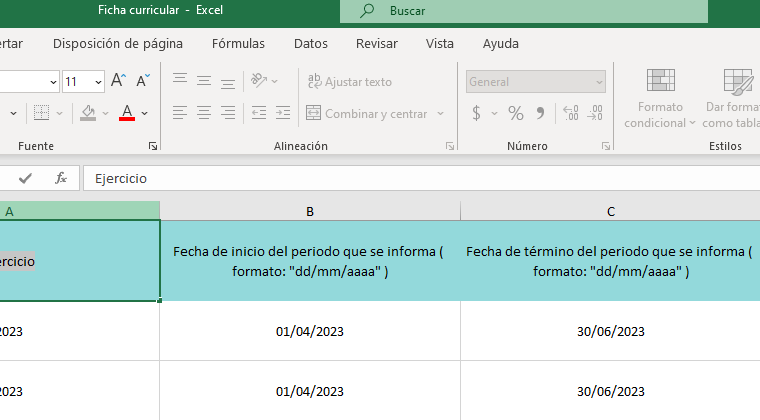 Ficha curricular - Excel
Buscar
ertar Disposición de página Fórmulas Datos Revisar Vista Ayuda
11 A A ab Ajustar texto General
A Combinar y centrar $ % Formato condicional Dar forma como tabla
Fuente Alineación Número Estilos
fx Ejercicio
A B C
ercicio
Fecha de inicio del periodo que se informa (
formato: "dd/mm/aaaa" )
Fecha de término del periodo que se informa (
formato: "dd/mm/aaaa" )
2023 01/04/2023 30/06/2023
2023 01/04/2023 30/06/2023